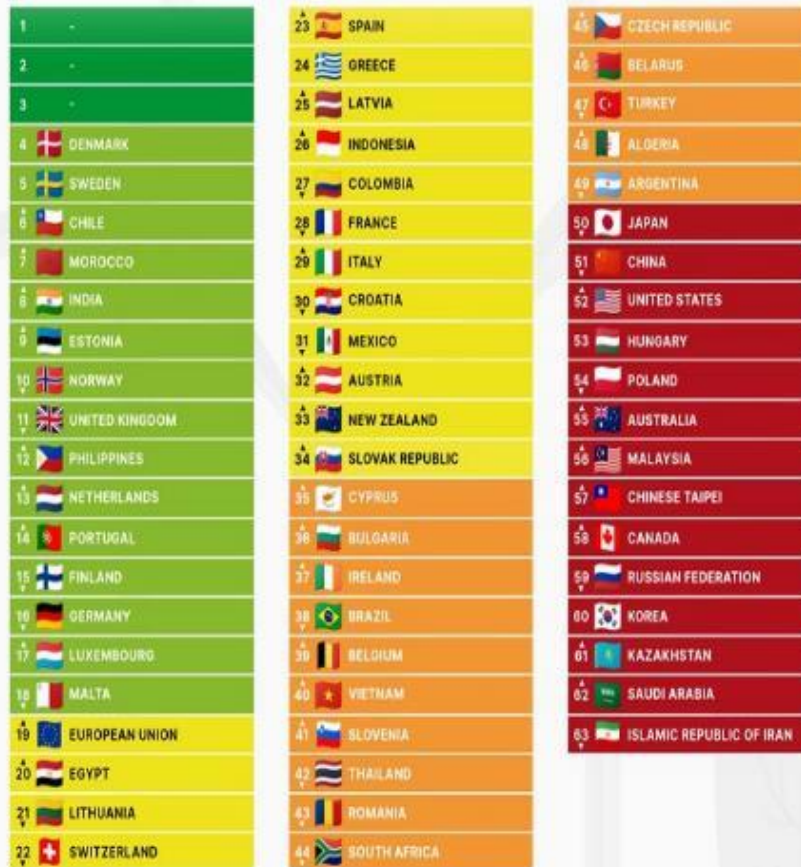 1 -
2 -
3 -
4 DENMARK
5 SWEDEN
6 CHILE
7 MOROCCO
8 INDIA
9 ESTONIA
10 NORWAY
11 UNITED KINGDOM
12 PHILIPPINES
13 NETHERLANDS
14 PORTUGAL
15 FINLAND
16 GERMANY
17 LUXEMBOURG
18 MALTA
19 EUROPEAN UNION
20 EGYPT
21 LITHUANIA
22 SWITZERLAND
23 SPAIN
24 GREECE
25 LATVIA
26 INDONESIA
27 COLOMBIA
28 FRANCE
29 ITALY
30 CROATIA
31 MEXICO
32 AUSTRIA
33 NEW ZEALAND
34 SLOVAK REPUBLIC
35 CYPRUS
36 BULGARIA
37 IRELAND
38 BRAZIL
39 BELGIUM
40 VIETNAM
41 SLOVENIA
42 THAILAND
43 ROMANIA
44 SOUTH AFRICA
45 CZECH REPUBLIC
46 BELARUS
47 TURKEY
48 ALGERIA
49 ARGENTINA
50 JAPAN
51 CHINA
52 UNITED STATES
53 HUNGARY
54 POLAND
55 AUSTRALIA
56 MALAYSIA
57 CHINESE TAIPEI
58 CANADA
59 RUSSIAN FEDERATION
60 KOREA
61 KAZAKHSTAN
62 SAUDI ARABIA
63 ISLAMIC REPUBLIC OF IRAN